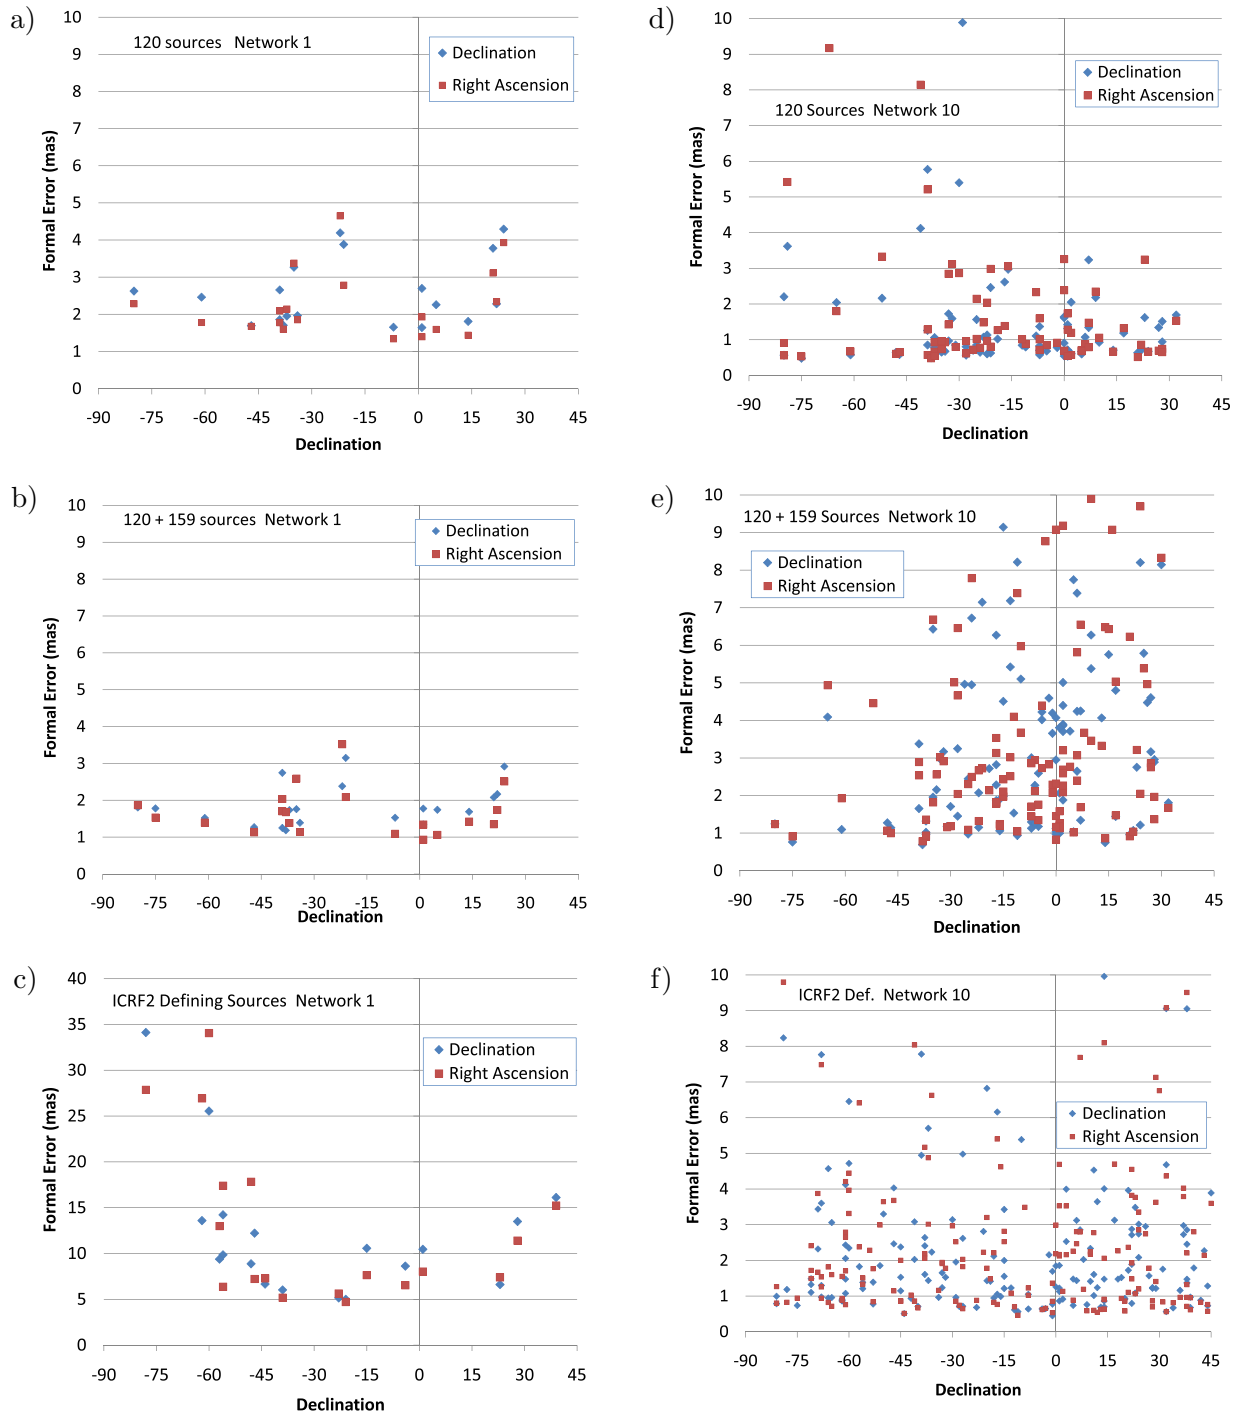 a)
10
9
8
7
6
5
4
3
2
1
0
-90 -75 -60 -45 -30 -15 0 15 30 45
120 sources Network 1
Declination
Right Ascension
Formal Error (mas)
Declination
b)
10
9
8
7
6
5
4
3
2
1
0
-90 -75 -60 -45 -30 -15 0 15 30 45
120 + 159 sources Network 1
Declination
Right Ascension
Formal Error (mas)
Declination
c)
40
35
30
25
20
15
10
5
0
-90 -75 -60 -45 -30 -15 0 15 30 45
ICRF2 Defining Sources Network 1
Declination
Right Ascension
Formal Error (mas)
Declination
d)
10
9
8
7
6
5
4
3
2
1
0
-90 -75 -60 -45 -30 -15 0 15 30 45
120 Sources Network 10
Declination
Right Ascension
Formal Error (mas)
Declination
e)
10
9
8
7
6
5
4
3
2
1
0
-90 -75 -60 -45 -30 -15 0 15 30 45
120 + 159 Sources Network 10
Declination
Right Ascension
Formal Error (mas)
Declination
f)
10
9
8
7
6
5
4
3
2
1
0
-90 -75 -60 -45 -30 -15 0 15 30 45
ICRF2 Def. Network 10
Declination
Right Ascension
Formal Error (mas)
Declination